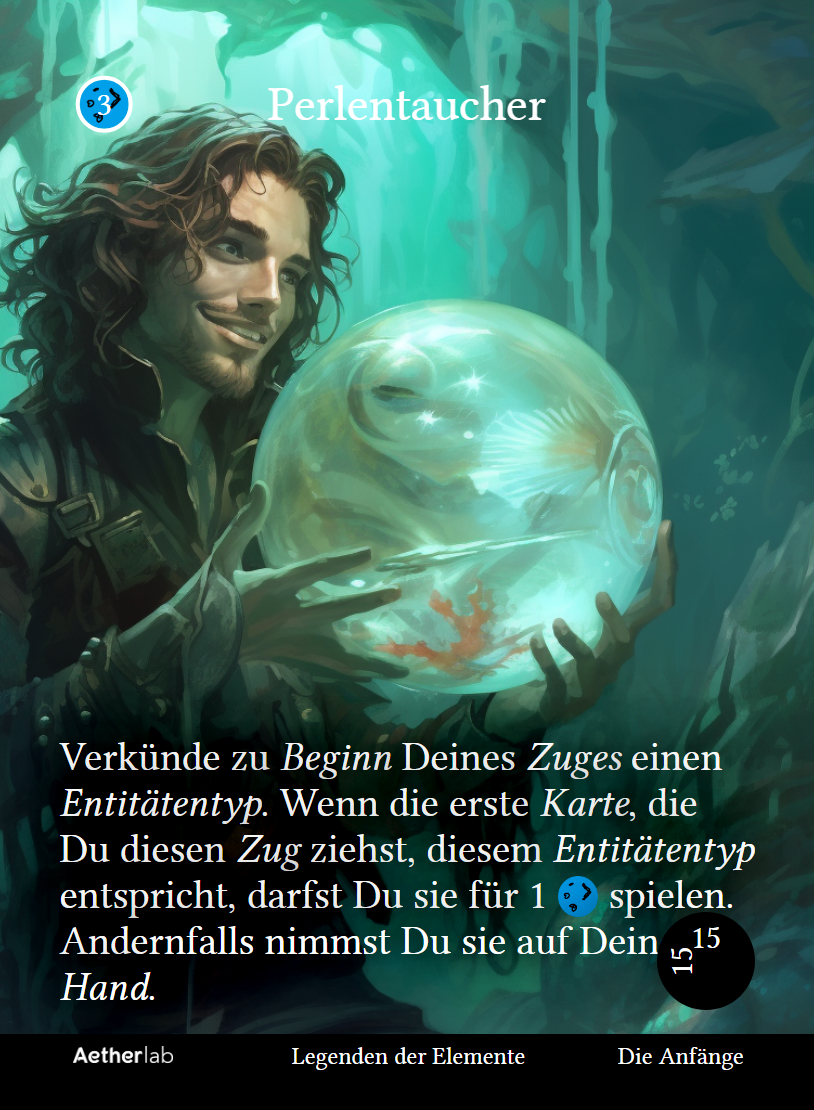 3
Perlentaucher
Verkünde zu Beginn Deines Zuges einen
Entitätentyp. Wenn die erste Karte, die
Du diesen Zug ziehst, diesem Entitätentyp
entspricht, darfst Du sie für 1 spielen.
Andernfalls nimmst Du sie auf Dein
Hand.
15
15
Aetherlab
Legenden der Elemente
Die Anfänge